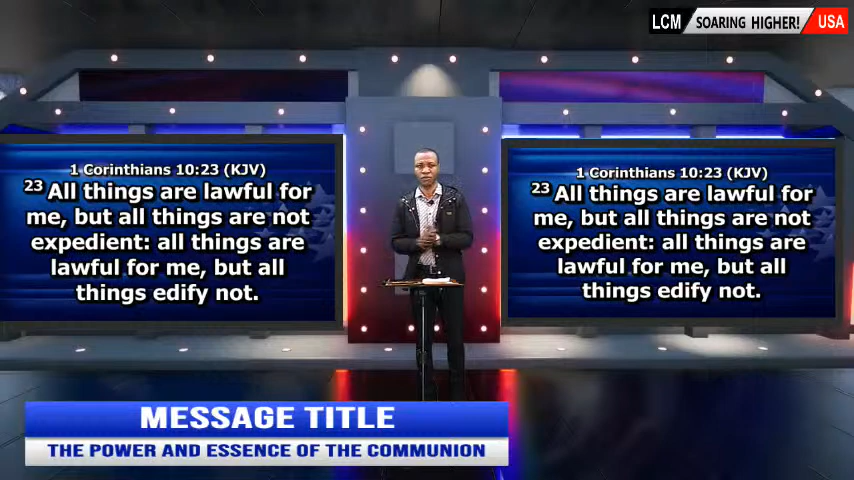 LCM SOARING HIGHER! USA
1 Corinthians 10:23 (KJV)
23 All things are lawful for
me, but all things are not
expedient: all things are
lawful for me, but all
things edify not.
1 Corinthians 10:23 (KJV)
23 All things are lawful for
me, but all things are not
expedient: all things are
lawful for me, but all
things edify not.
MESSAGE TITLE
THE POWER AND ESSENCE OF THE COMMUNION